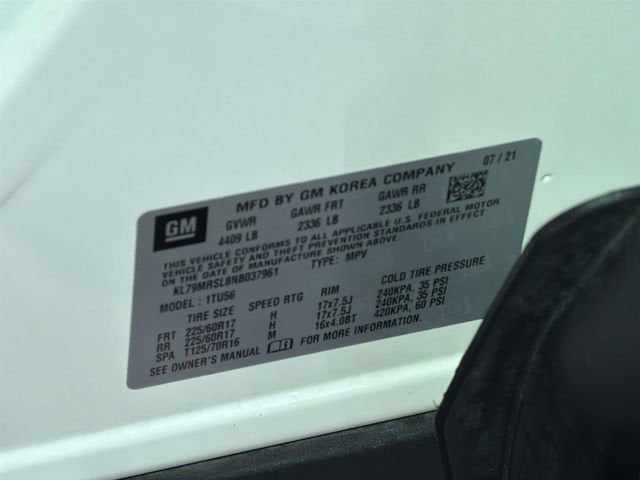 MFD BY GM KOREA COMPANY 07/21
GM
GVWR GAWR FRT GAWR RR
4409 LB 2336 LB 2336 LB
THIS VEHICLE CONFORMS TO ALL APPLICABLE U.S. FEDERAL MOTOR
VEHICLE SAFETY AND THEFT PREVENTION STANDARDS IN EFFECT
ON THE DATE OF MANUFACTURE SHOWN ABOVE.
KL79MRSL8NB037961 TYPE: MPV
MODEL: 1TU56
TIRE SIZE SPEED RTG RIM COLD TIRE PRESSURE
FRT 225/60R17 H 17x7.5J 240KPA, 35 PSI
RR 225/60R17 H 17x7.5J 240KPA, 35 PSI
SPA T125/70R16 M 16x4.0BT 420KPA, 60 PSI
SEE OWNER'S MANUAL FOR MORE INFORMATION.